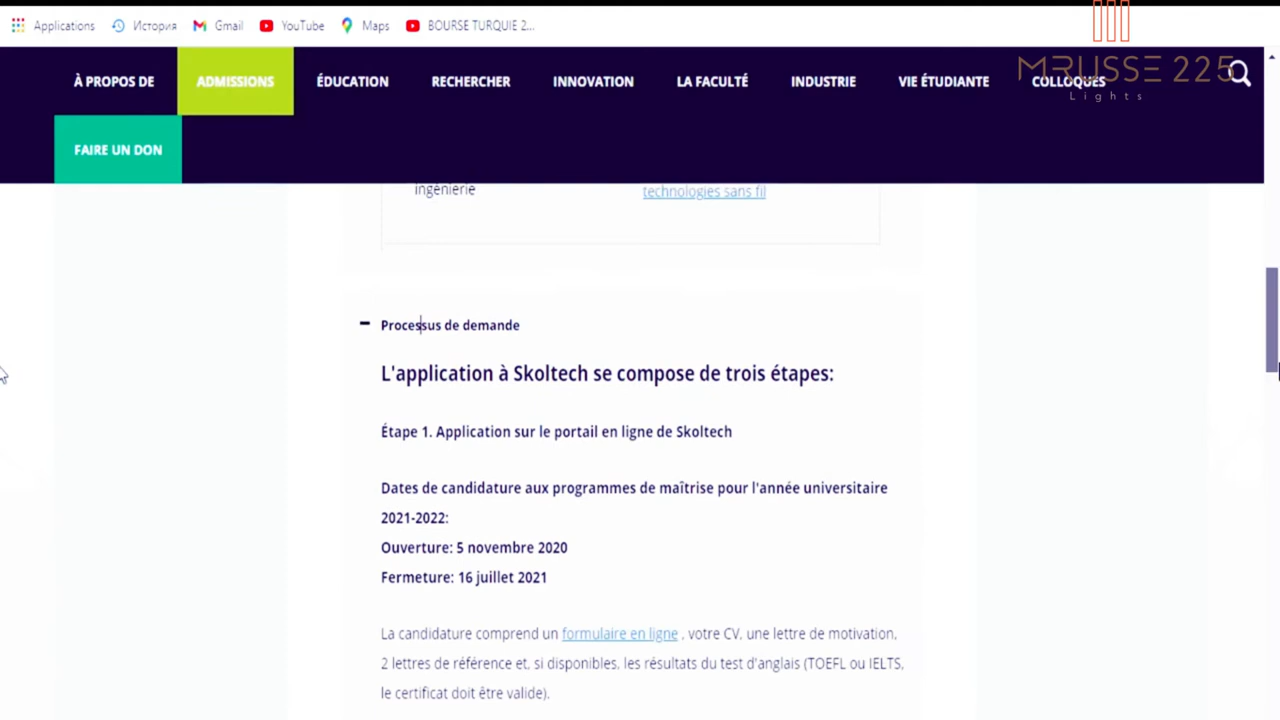 Applications История Gmail YouTube Maps BOURSE TURQUIE 2...
À PROPOS DE ADMISSIONS ÉDUCATION RECHERCHER INNOVATION LA FACULTÉ INDUSTRIE VIE ÉTUDIANTE COLLOQUES
MRUSSE 225
Lights
FAIRE UN DON
ingénierie technologies sans fil
Processus de demande
L'application à Skoltech se compose de trois étapes:
Étape 1. Application sur le portail en ligne de Skoltech
Dates de candidature aux programmes de maîtrise pour l'année universitaire
2021-2022:
Ouverture: 5 novembre 2020
Fermeture: 16 juillet 2021
La candidature comprend un formulaire en ligne , votre CV, une lettre de motivation,
2 lettres de référence et, si disponibles, les résultats du test d'anglais (TOEFL ou IELTS,
le certificat doit être valide).